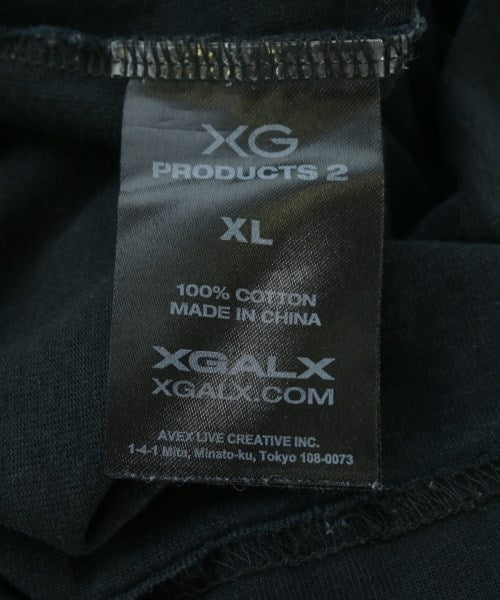 XG
PRODUCTS 2
XL
100% COTTON
MADE IN CHINA
XGALX
XGALX.COM
AVEX LIVE CREATIVE INC.
1-4-1 Mita, Minato-ku, Tokyo 108-0073